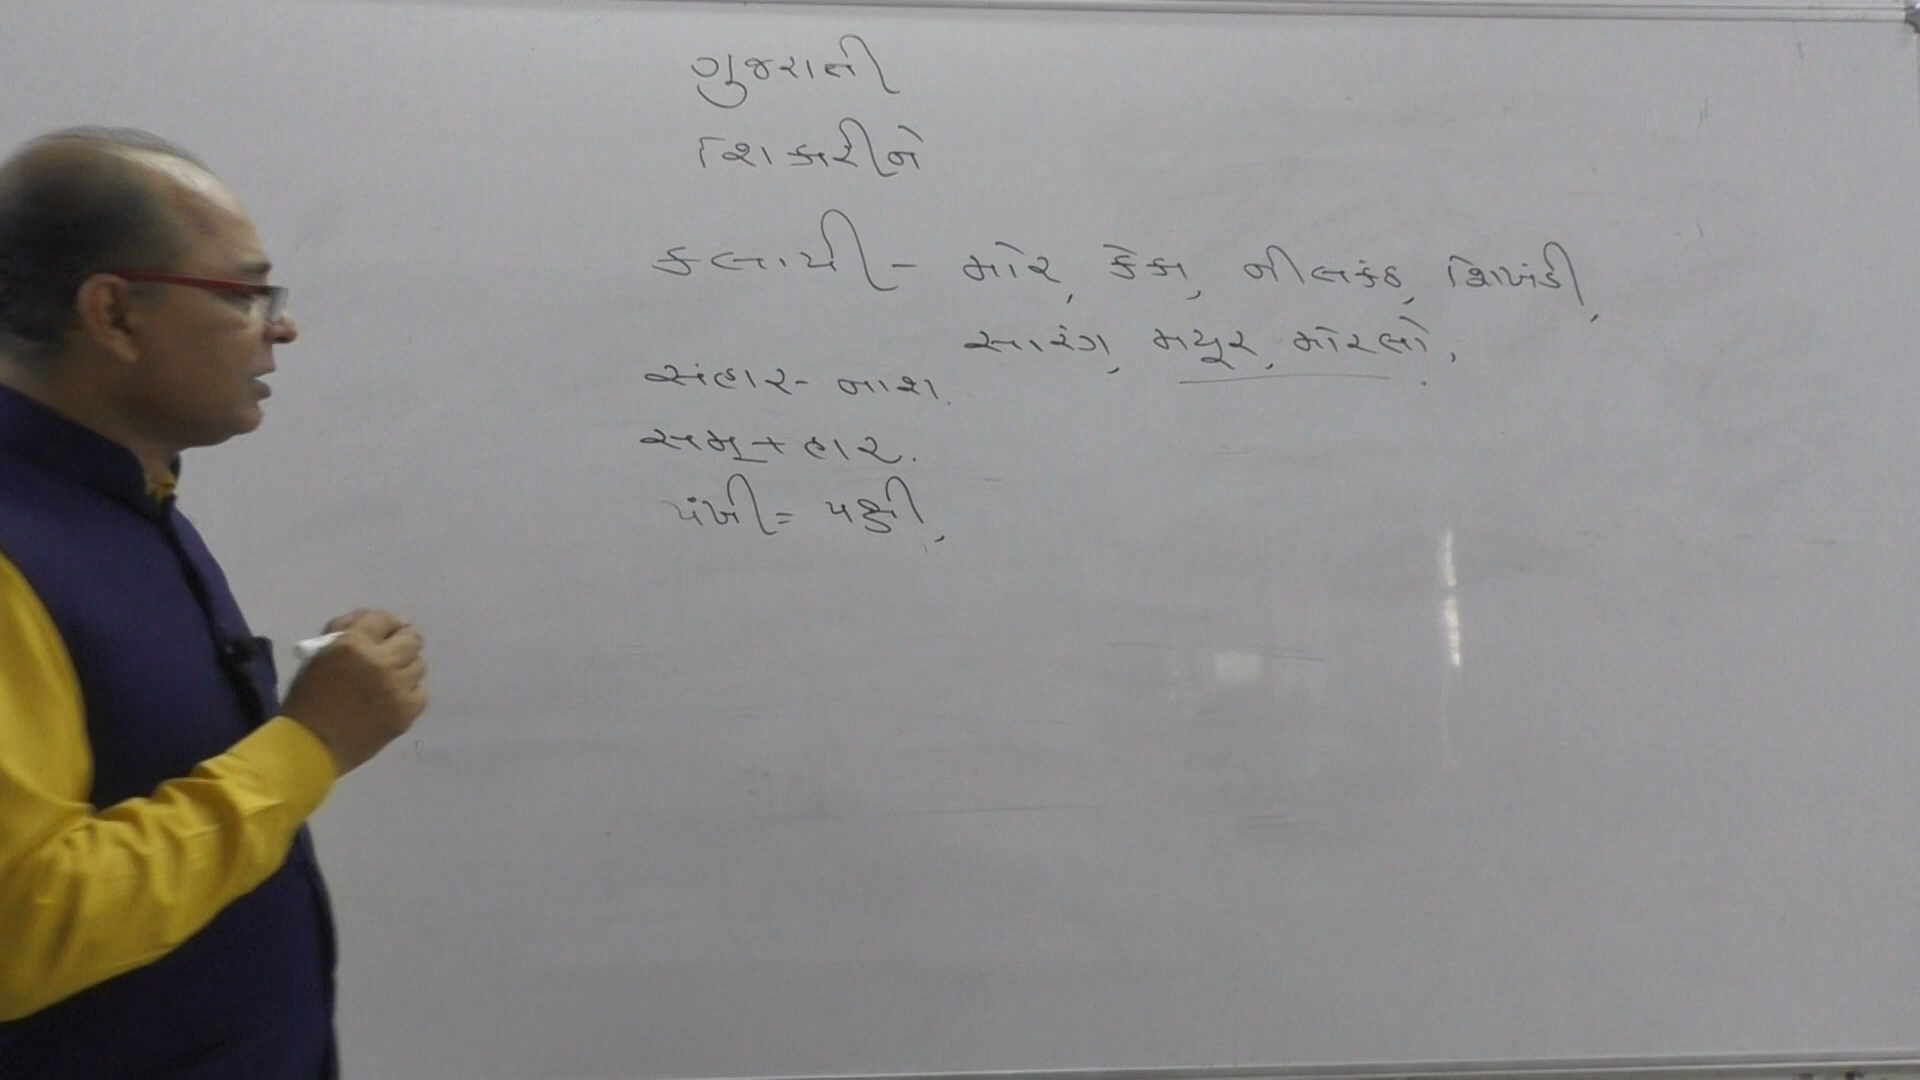 ગુજરાતી
શિકારીને
કલાપી - મોર, કેકા, નીલકંઠ, શિખંડી,
સારંગ, મયૂર, મોરલો,
સંહાર - નાશ.
સમ્ + હાર.
પંખી = પક્ષી,